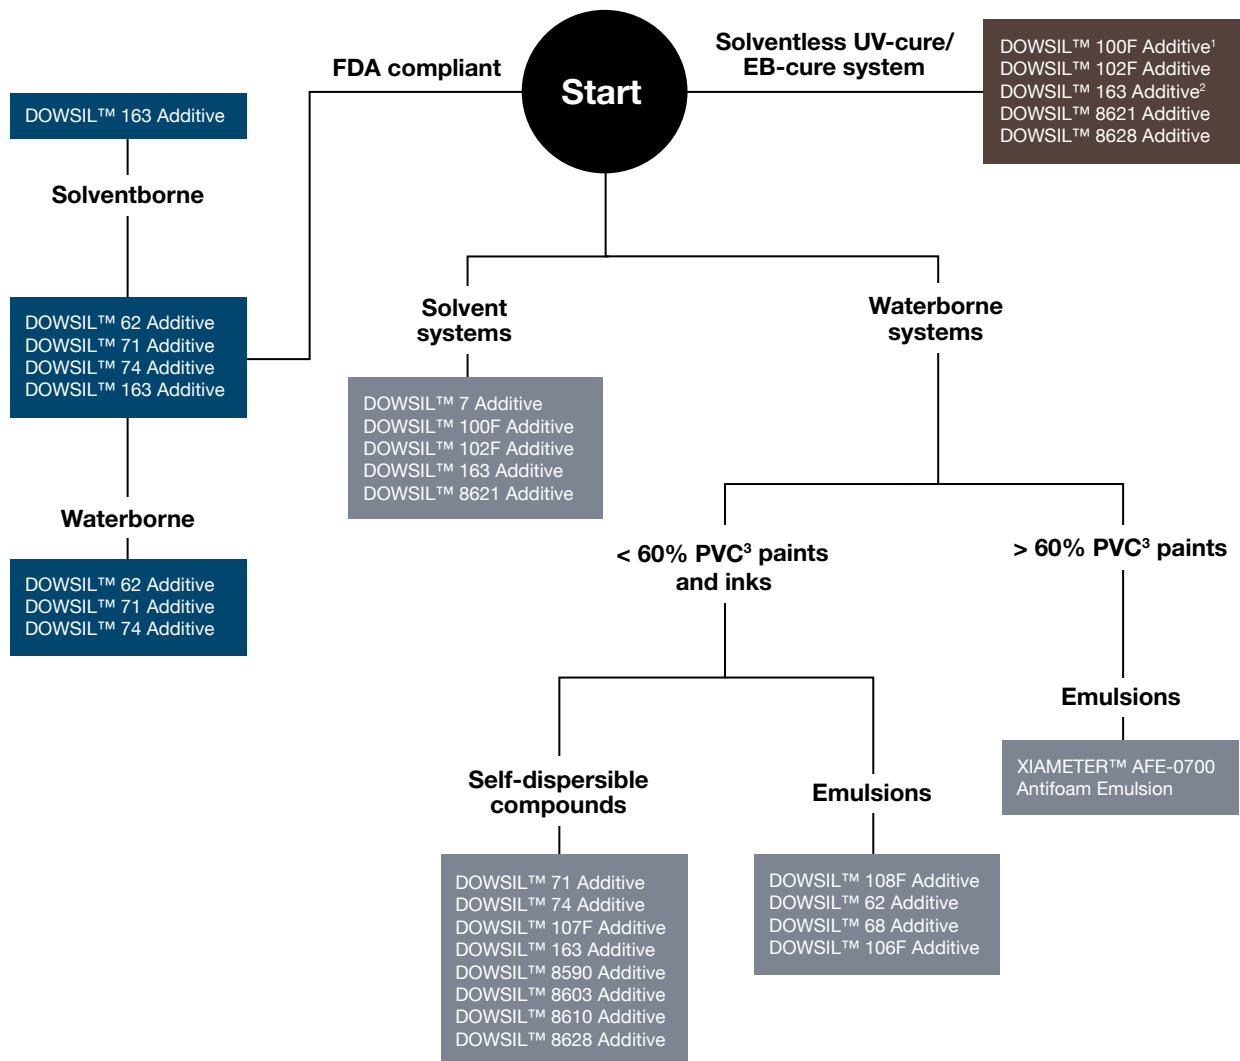 Start
FDA compliant
Solventless UV-cure/
EB-cure system
DOWSIL™ 100F Additive¹
DOWSIL™ 102F Additive
DOWSIL™ 163 Additive²
DOWSIL™ 8621 Additive
DOWSIL™ 8628 Additive
DOWSIL™ 163 Additive
Solventborne
DOWSIL™ 62 Additive
DOWSIL™ 71 Additive
DOWSIL™ 74 Additive
DOWSIL™ 163 Additive
Waterborne
DOWSIL™ 62 Additive
DOWSIL™ 71 Additive
DOWSIL™ 74 Additive
Solvent
systems
DOWSIL™ 7 Additive
DOWSIL™ 100F Additive
DOWSIL™ 102F Additive
DOWSIL™ 163 Additive
DOWSIL™ 8621 Additive
Waterborne
systems
< 60% PVC³ paints
and inks
> 60% PVC³ paints
Self-dispersible
compounds
DOWSIL™ 71 Additive
DOWSIL™ 74 Additive
DOWSIL™ 107F Additive
DOWSIL™ 163 Additive
DOWSIL™ 8590 Additive
DOWSIL™ 8603 Additive
DOWSIL™ 8610 Additive
DOWSIL™ 8628 Additive
Emulsions
DOWSIL™ 108F Additive
DOWSIL™ 62 Additive
DOWSIL™ 68 Additive
DOWSIL™ 106F Additive
Emulsions
XIAMETER™ AFE-0700
Antifoam Emulsion